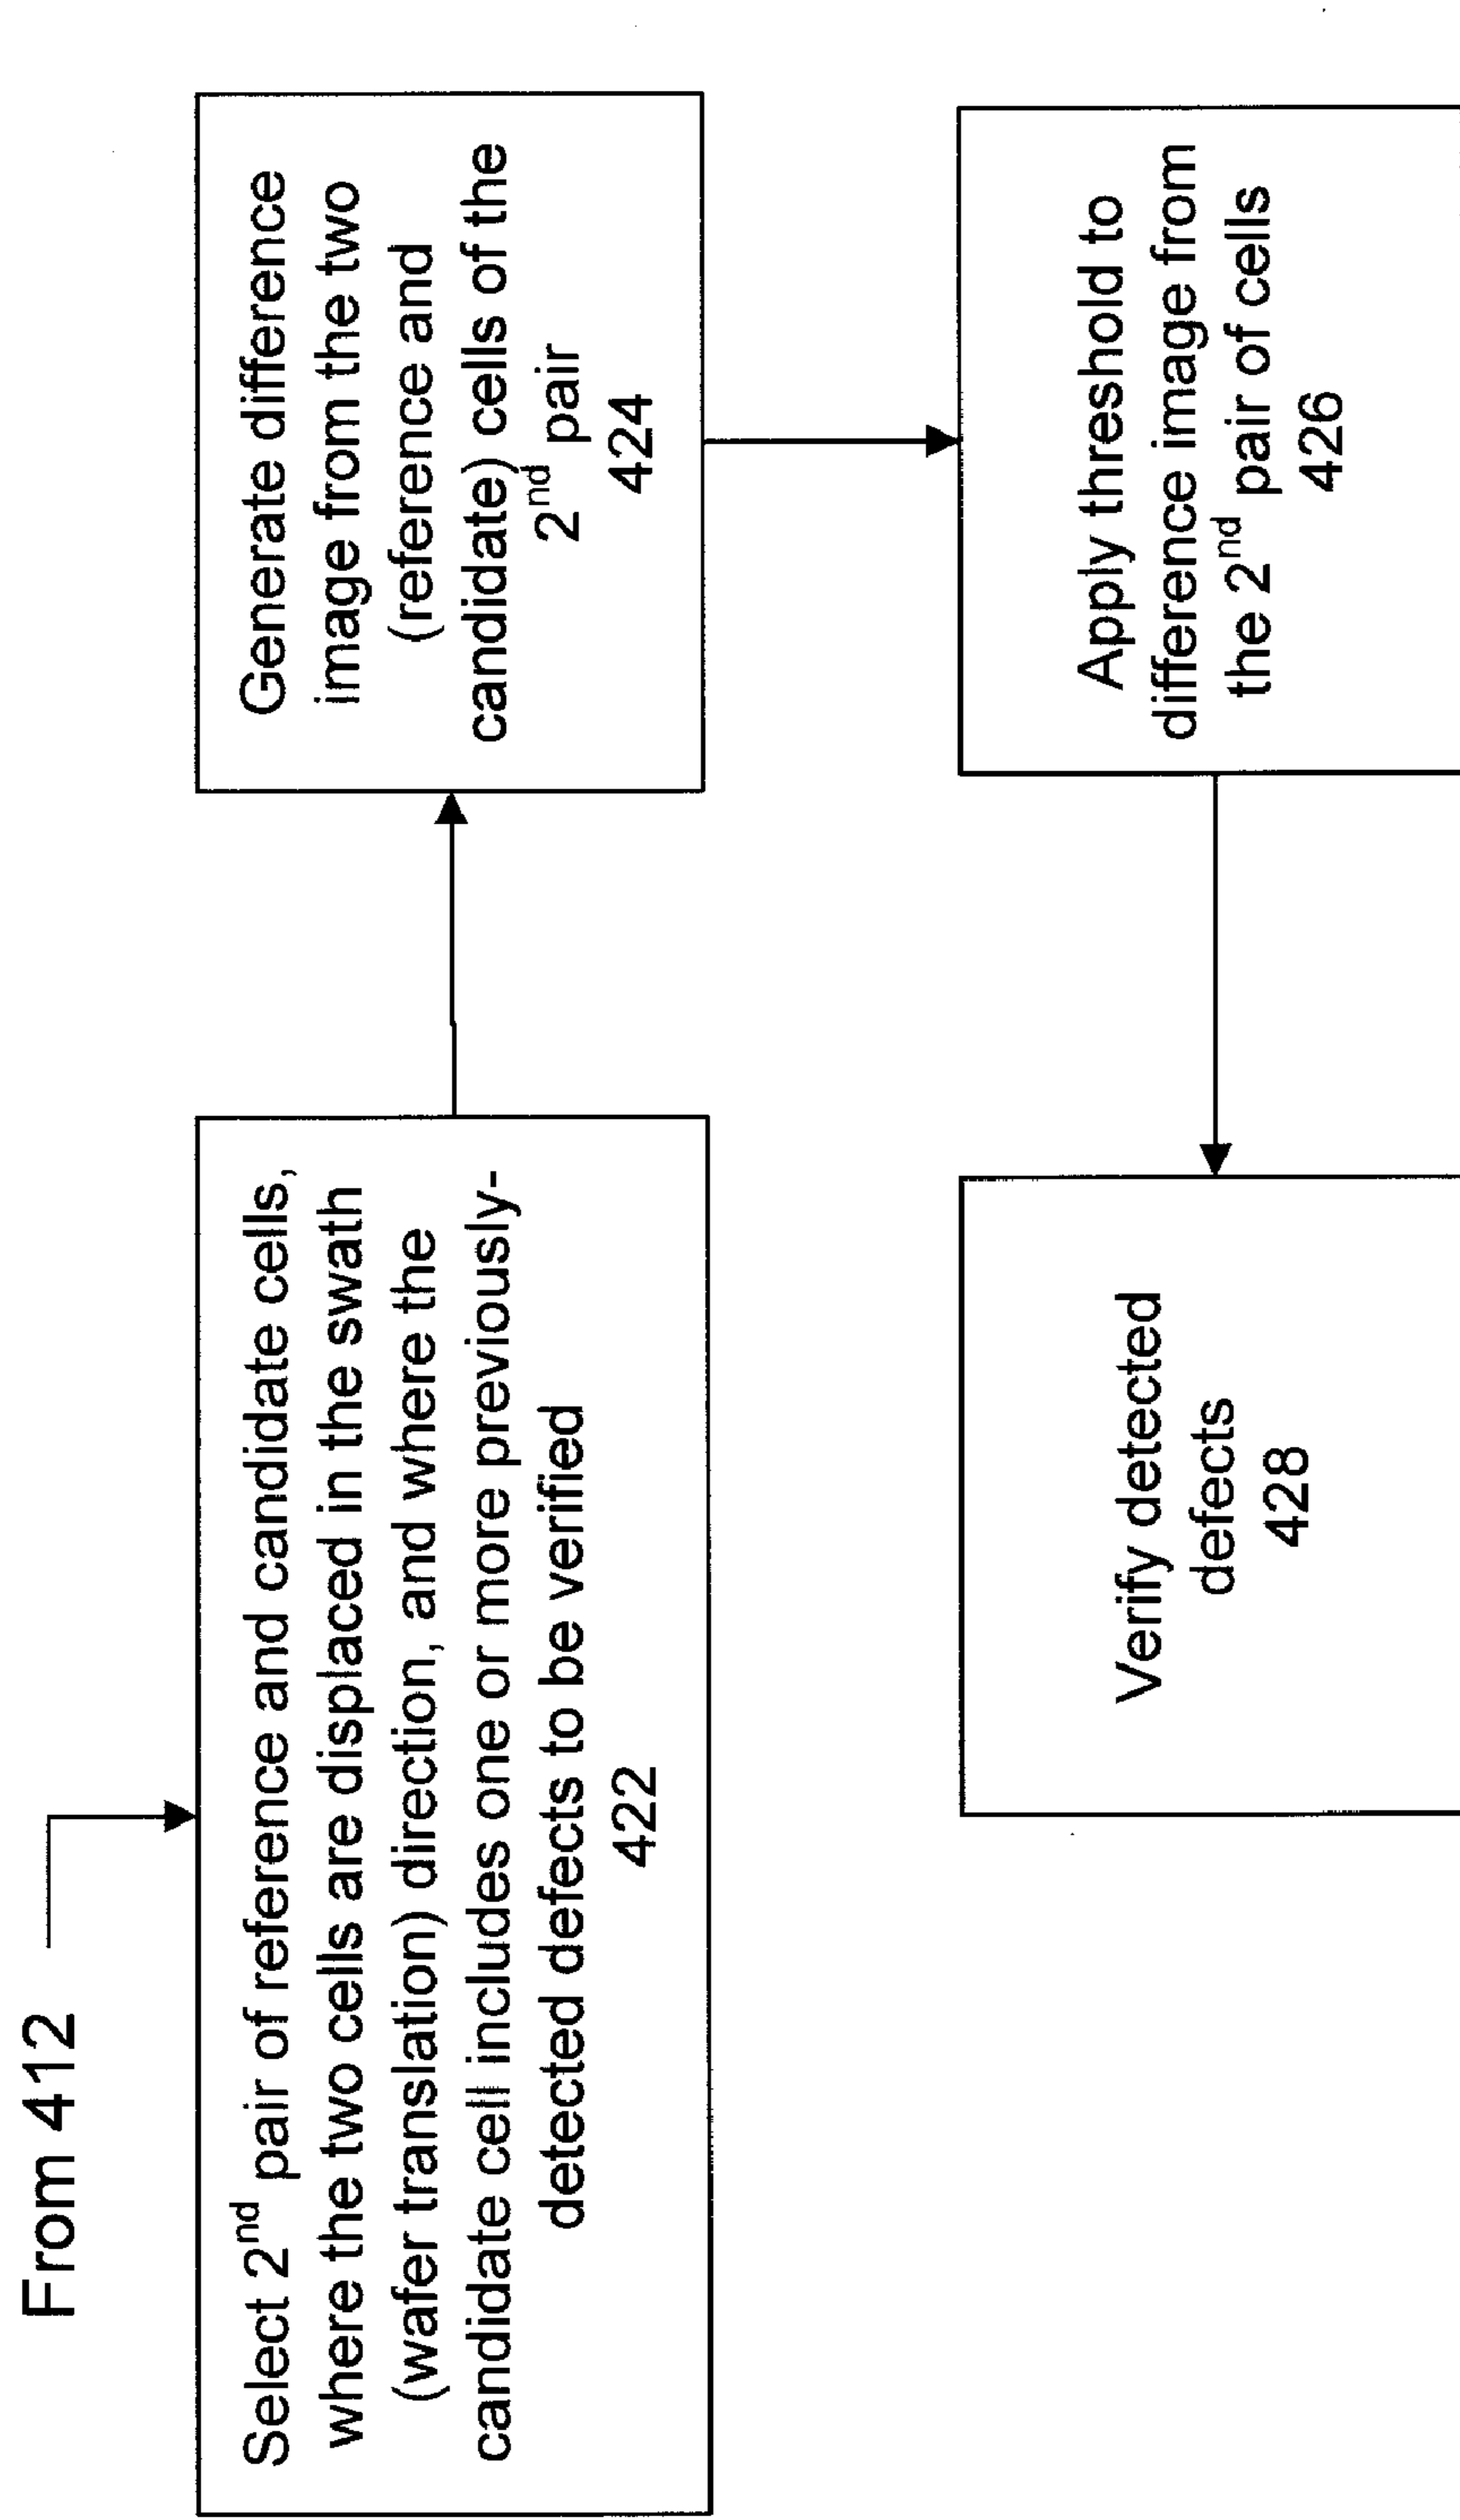 From 412
Select 2nd pair of reference and candidate cells,
where the two cells are displaced in the swath
(wafer translation) direction, and where the
candidate cell includes one or more previously-
detected defects to be verified
422
Generate difference
image from the two
(reference and
candidate) cells of the
2nd pair
424
Apply threshold to
difference image from
the 2nd pair of cells
426
Verify detected
defects
428